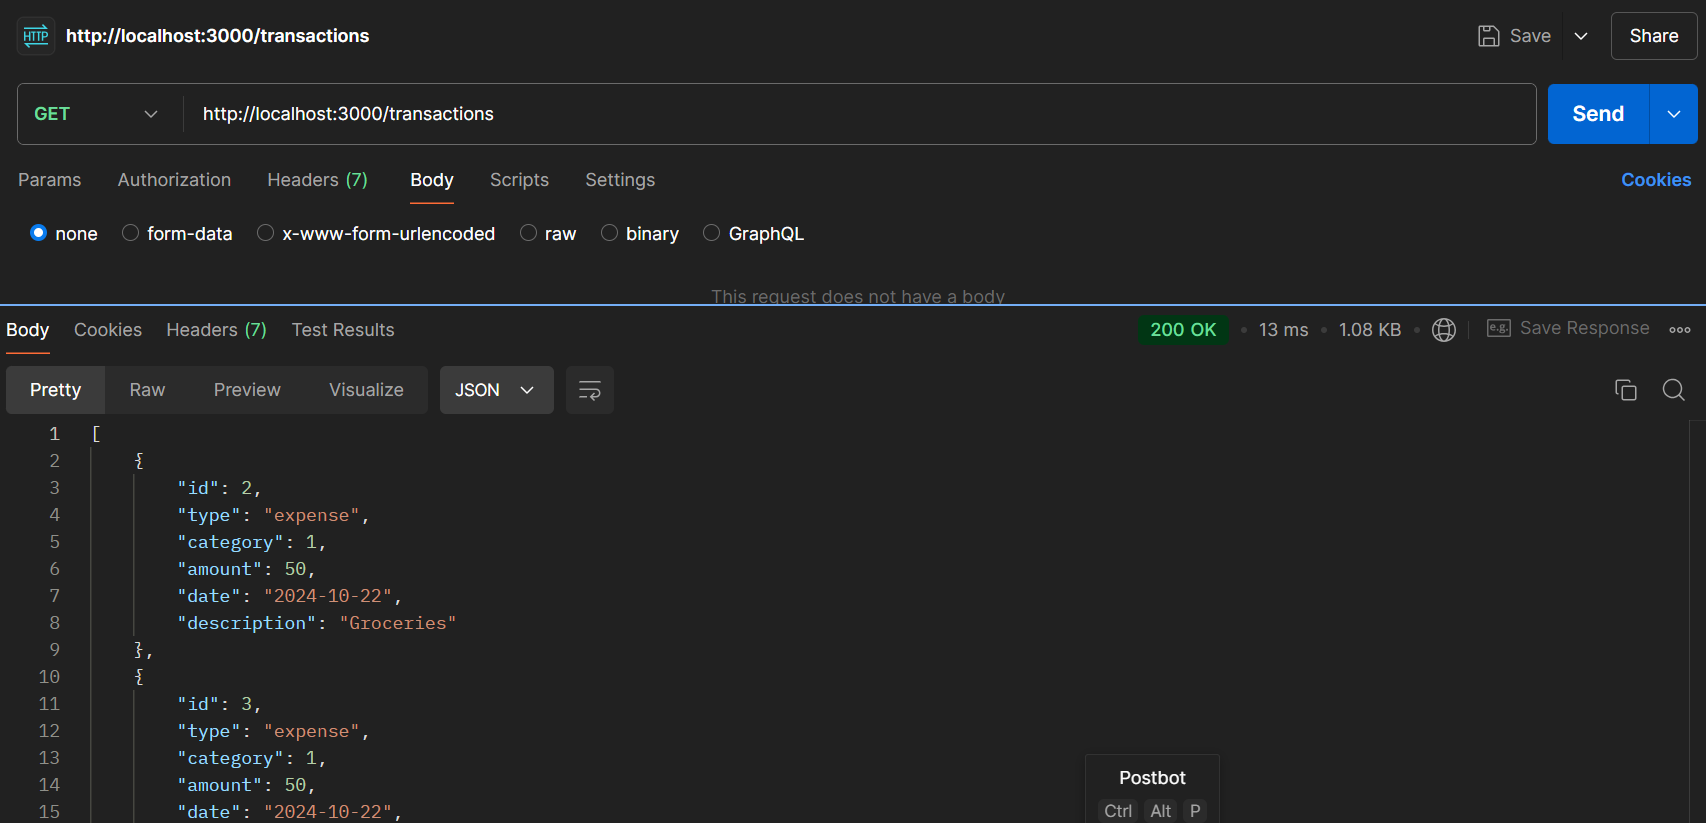 HTTP http://localhost:3000/transactions Save Share
GET http://localhost:3000/transactions Send
Params Authorization Headers (7) Body Scripts Settings Cookies
none form-data x-www-form-urlencoded raw binary GraphQL
This request does not have a body
Body Cookies Headers (7) Test Results 200 OK • 13 ms • 1.08 KB • e.g. Save Response
Pretty Raw Preview Visualize JSON
1 [
2 {
3 "id": 2,
4 "type": "expense",
5 "category": 1,
6 "amount": 50,
7 "date": "2024-10-22",
8 "description": "Groceries"
9 },
10 {
11 "id": 3,
12 "type": "expense",
13 "category": 1,
14 "amount": 50,
15 "date": "2024-10-22",
Postbot
Ctrl Alt P